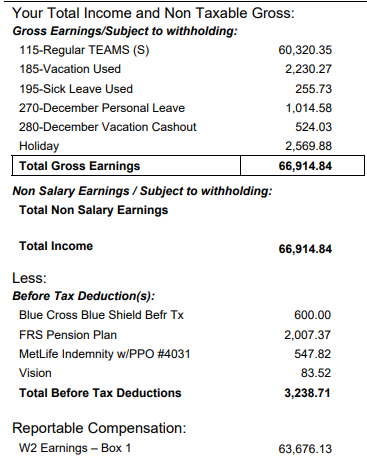 Your Total Income and Non Taxable Gross:
Gross Earnings/Subject to withholding:
115-Regular TEAMS (S) 60,320.35
185-Vacation Used 2,230.27
195-Sick Leave Used 255.73
270-December Personal Leave 1,014.58
280-December Vacation Cashout 524.03
Holiday 2,569.88
Total Gross Earnings 66,914.84
Non Salary Earnings / Subject to withholding:
Total Non Salary Earnings
Total Income 66,914.84
Less:
Before Tax Deduction(s):
Blue Cross Blue Shield Befr Tx 600.00
FRS Pension Plan 2,007.37
MetLife Indemnity w/PPO #4031 547.82
Vision 83.52
Total Before Tax Deductions 3,238.71
Reportable Compensation:
W2 Earnings – Box 1 63,676.13